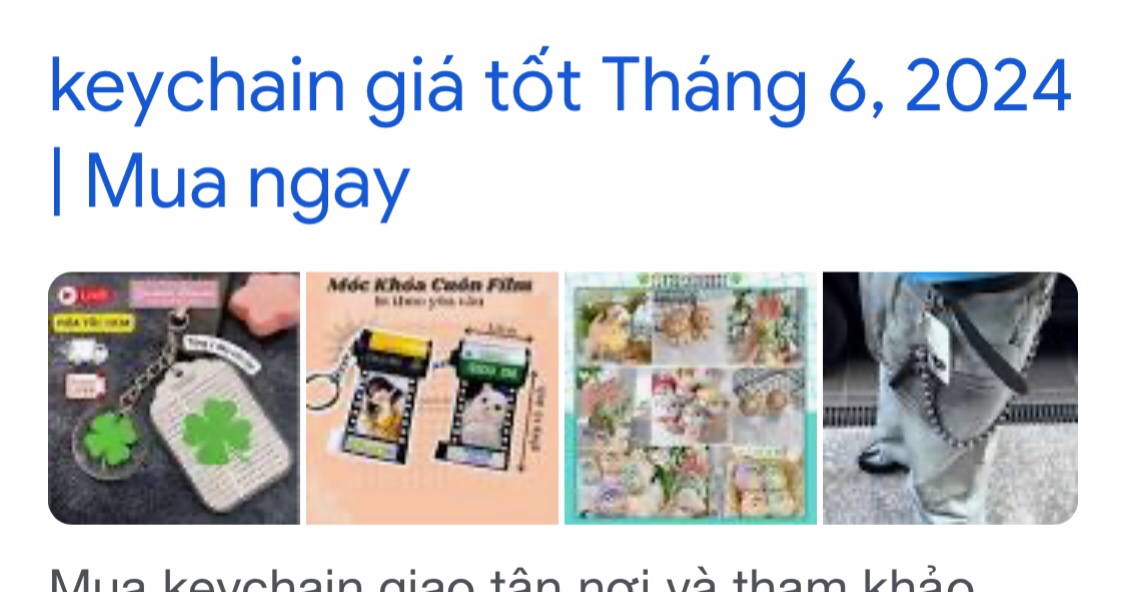 keychain giá tốt Tháng 6, 2024
| Mua ngay
Móc Khóa Cuộn Film
In theo yêu cầu
Mua keychain giao tận nơi và tham khảo